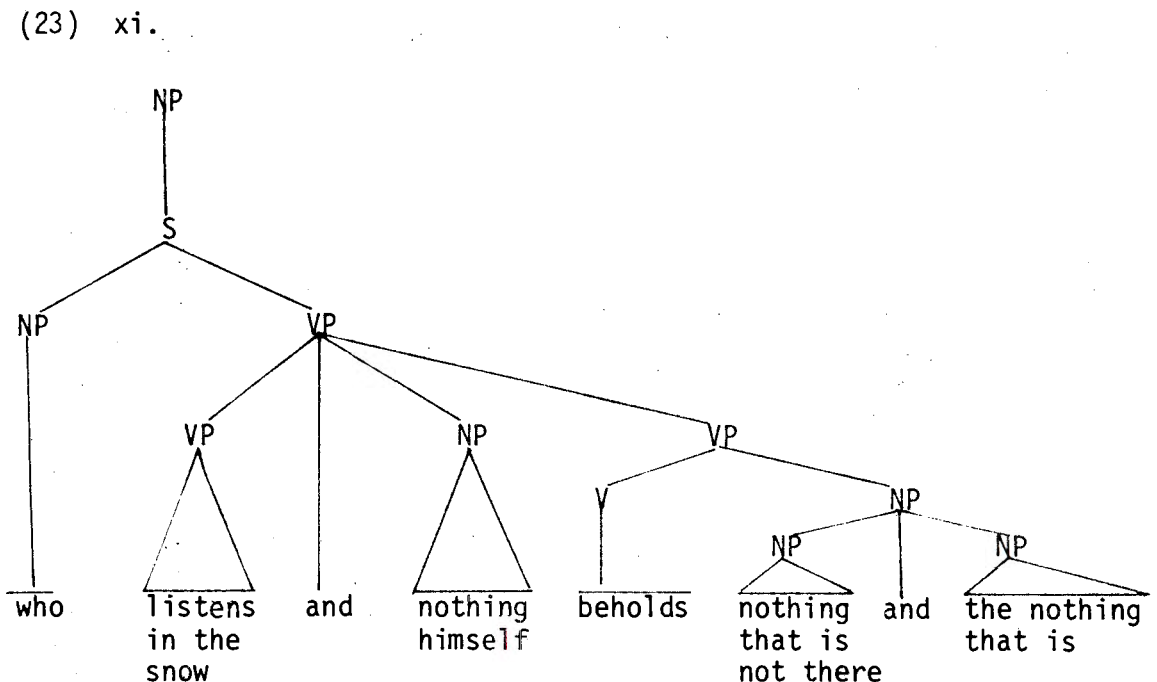 (23) xi.
NP
S
NP VP
VP NP VP
V NP
NP NP
who listens and nothing beholds nothing and the nothing
in the himself that is that is
snow not there